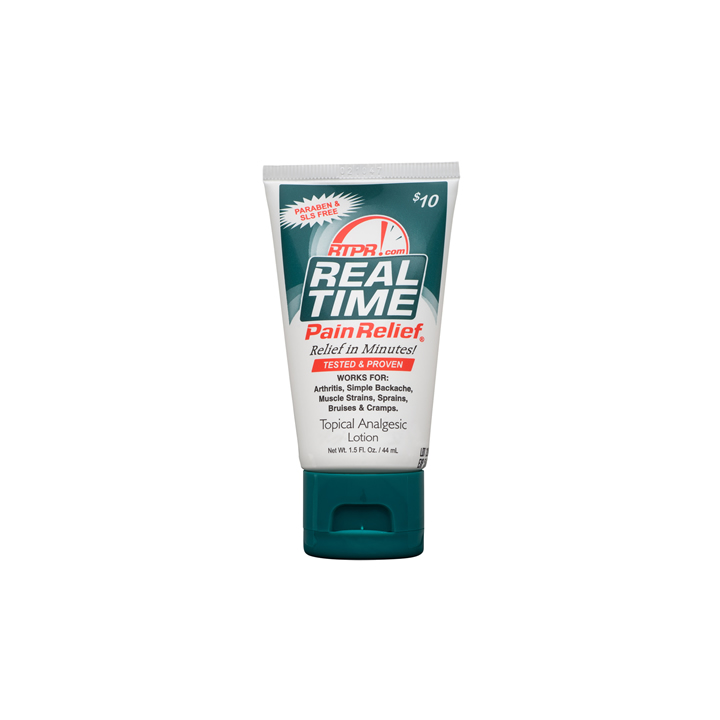 PARABEN &
SLS FREE
$10
RTPR!.com
REAL
TIME
Pain Relief®
Relief in Minutes!
TESTED & PROVEN
WORKS FOR:
Arthritis, Simple Backache,
Muscle Strains, Sprains,
Bruises & Cramps.
Topical Analgesic
Lotion
Net Wt. 1.5 Fl. Oz. / 44 mL